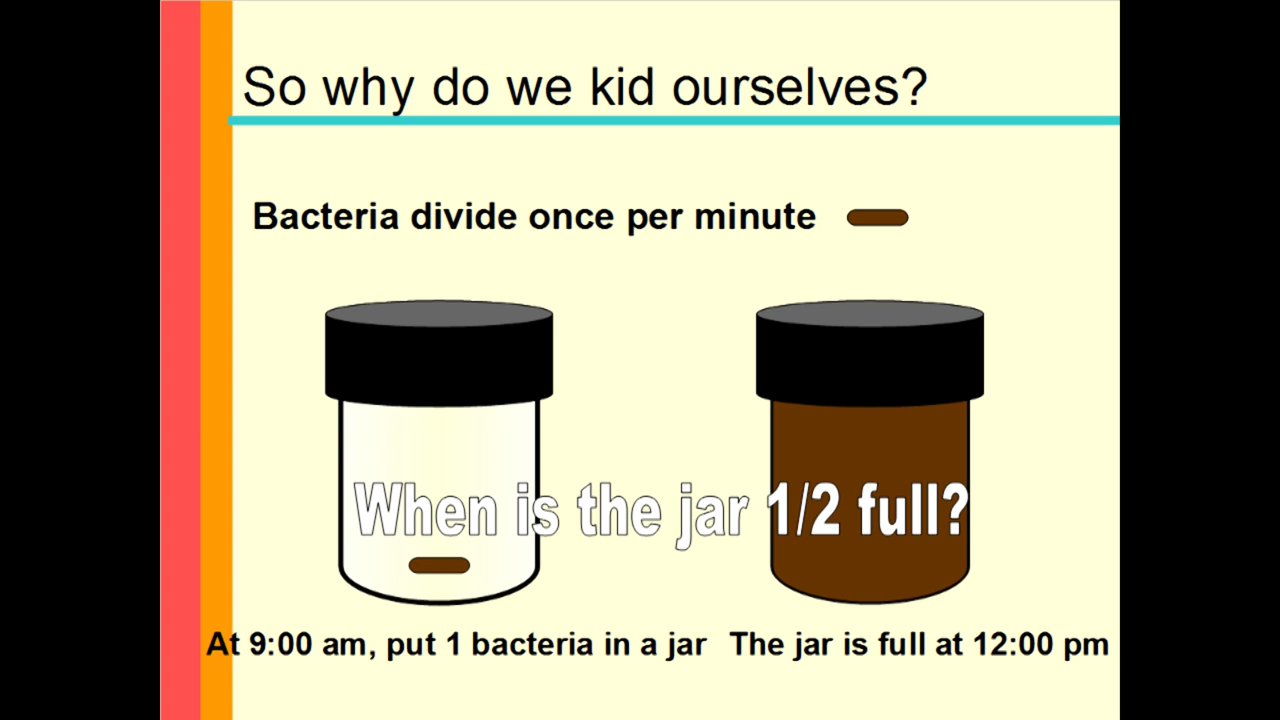 So why do we kid ourselves?
Bacteria divide once per minute
When is the jar 1/2 full?
At 9:00 am, put 1 bacteria in a jar
The jar is full at 12:00 pm